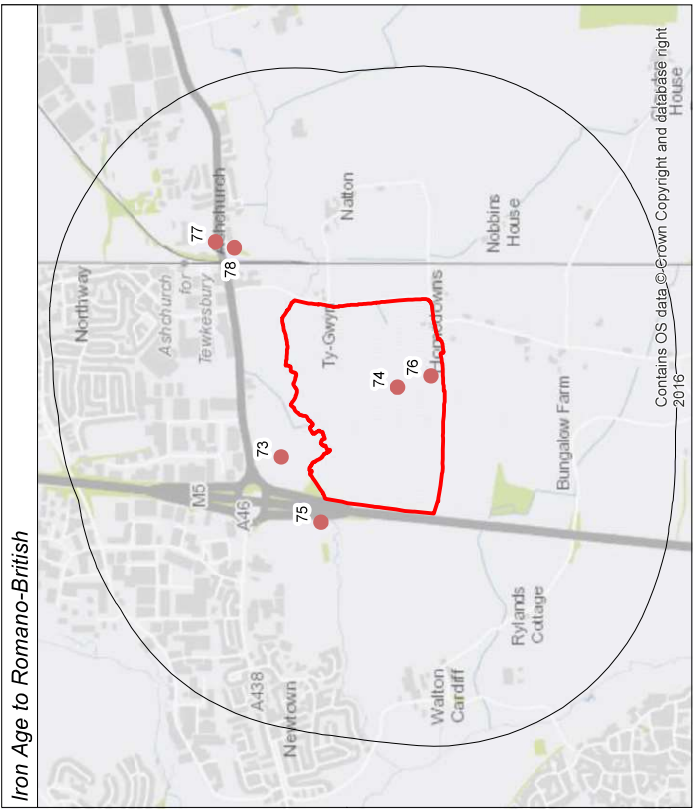 Iron Age to Romano-British
Northway
Ashchurch
for
Tewkesbury
77
Ashchurch
78
Natton
Nobbins
House
M5
A46
73
75
Ty-Gwyn
74
76
Homedowns
A438
Newtown
Walton
Cardiff
Rylands
Cottage
Bungalow Farm
House
Contains OS data © Crown Copyright and database right
2016